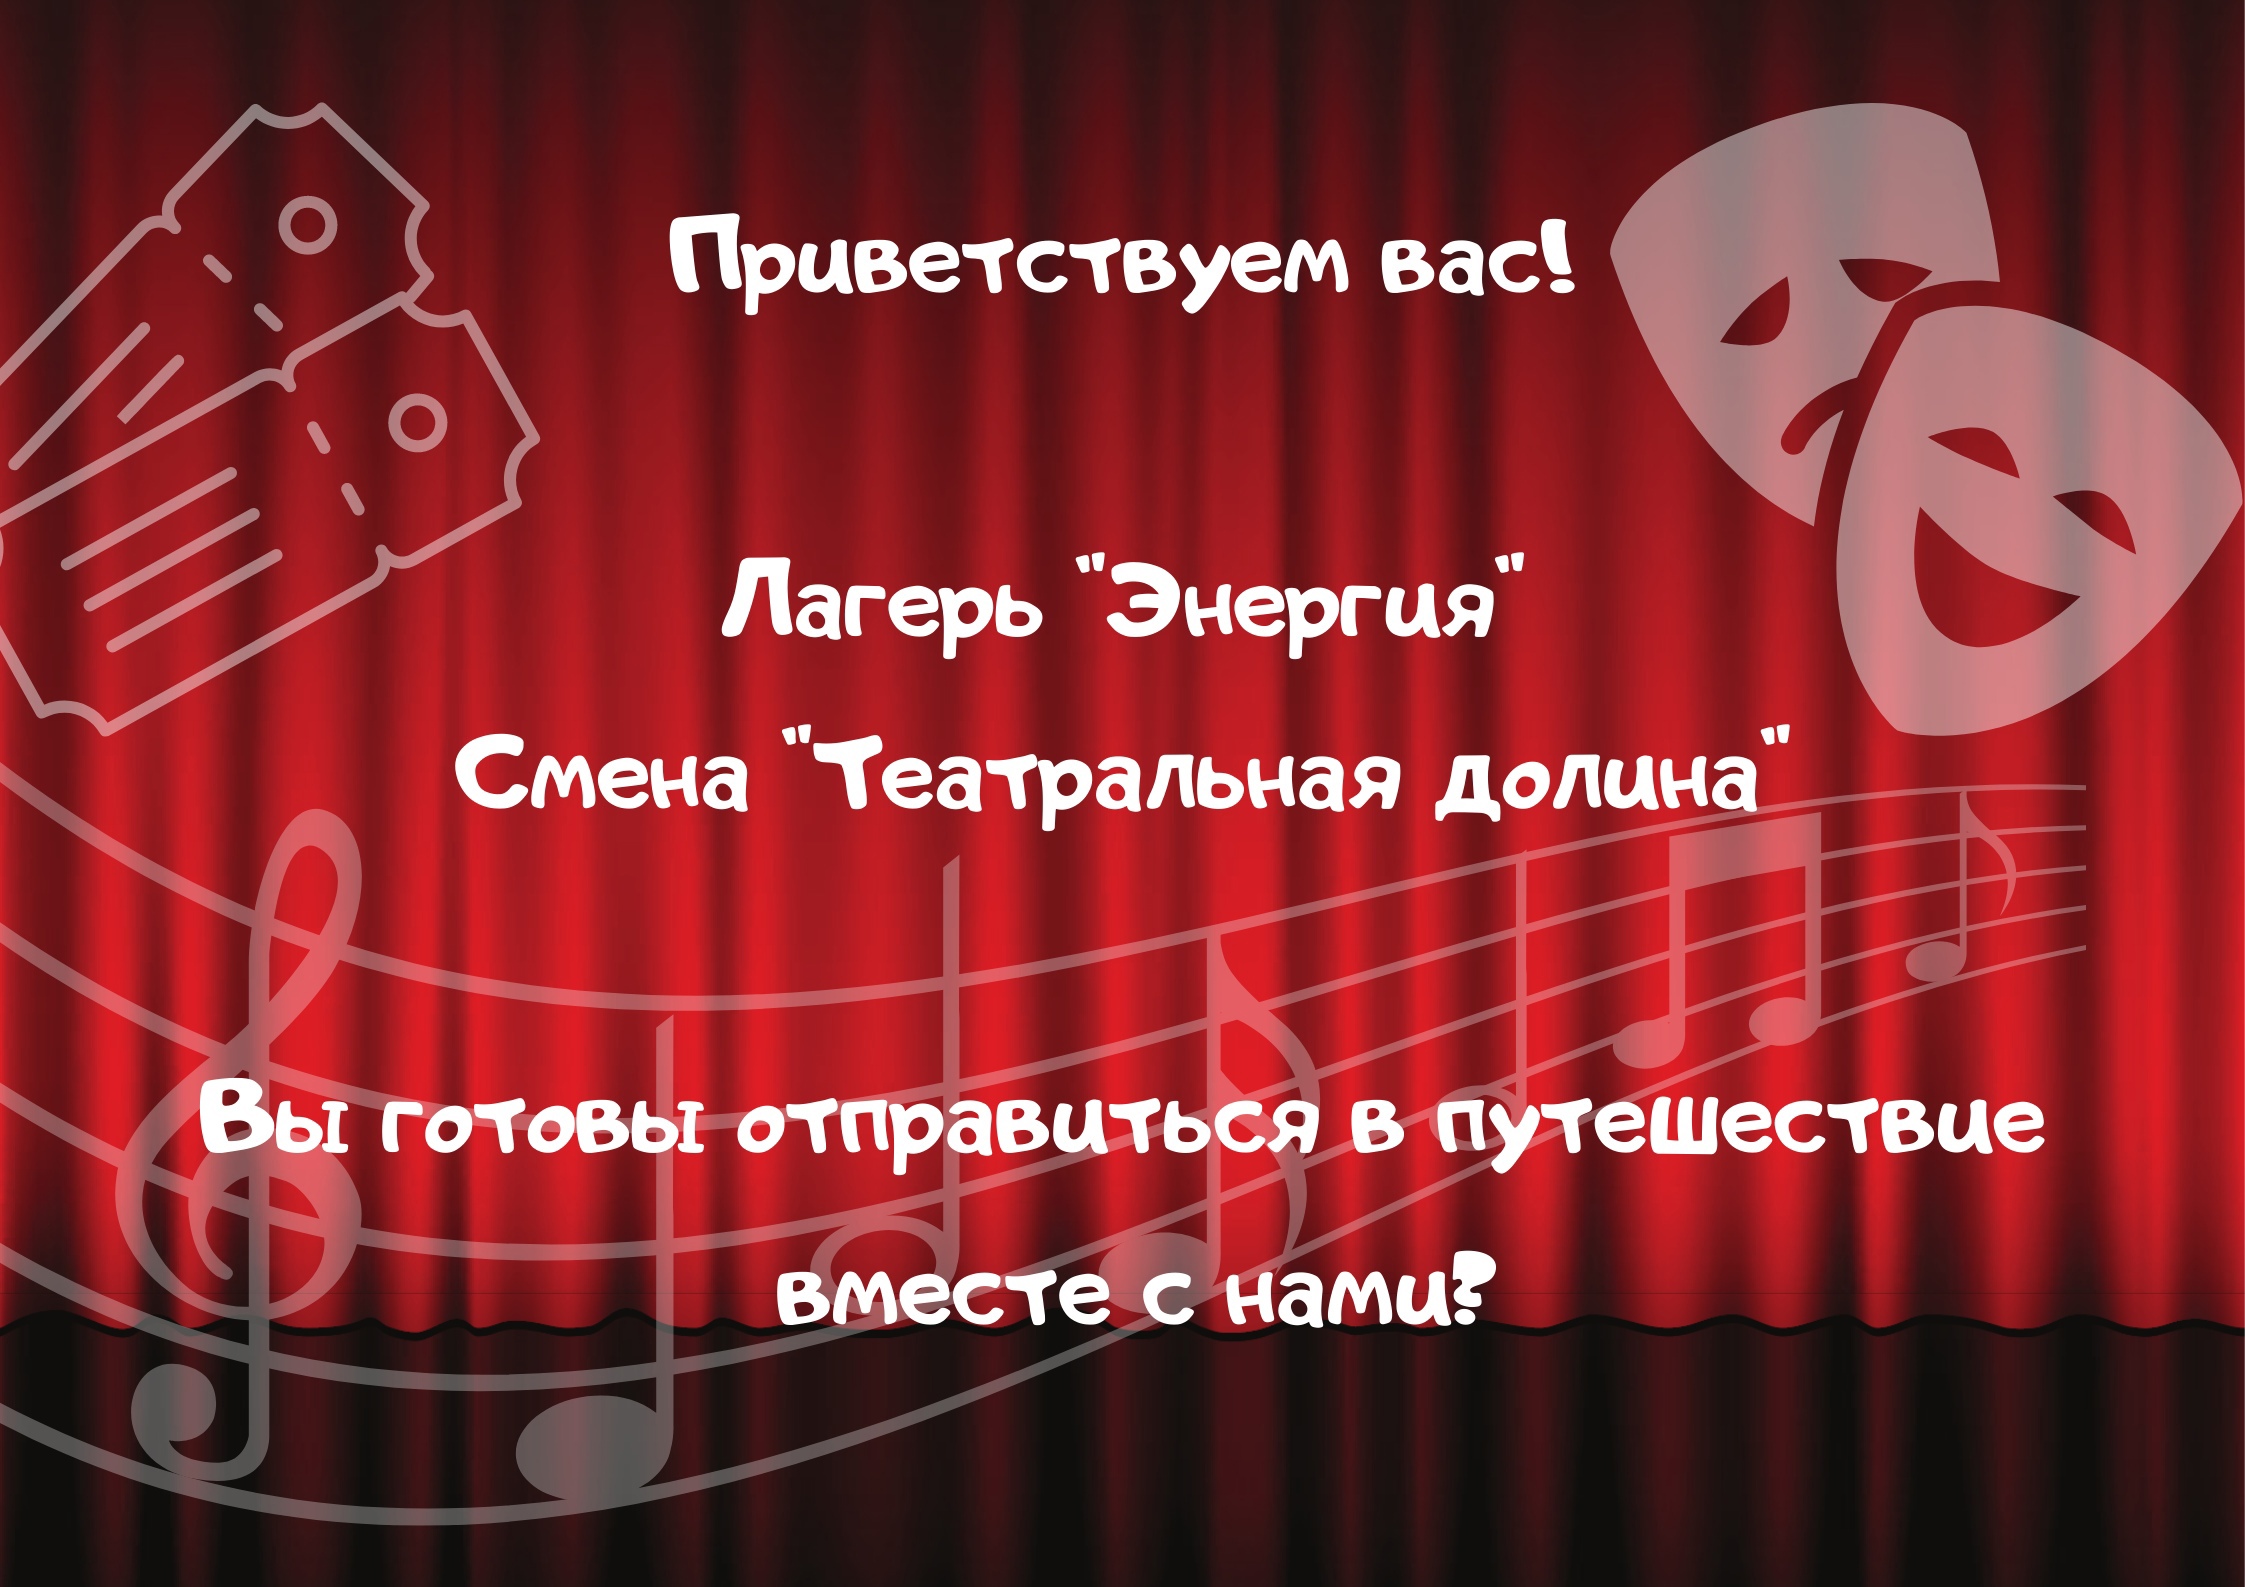 Приветствуем вас!
Лагерь "Энергия"
Смена "Театральная долина"
Вы готовы отправиться в путешествие
вместе с нами?